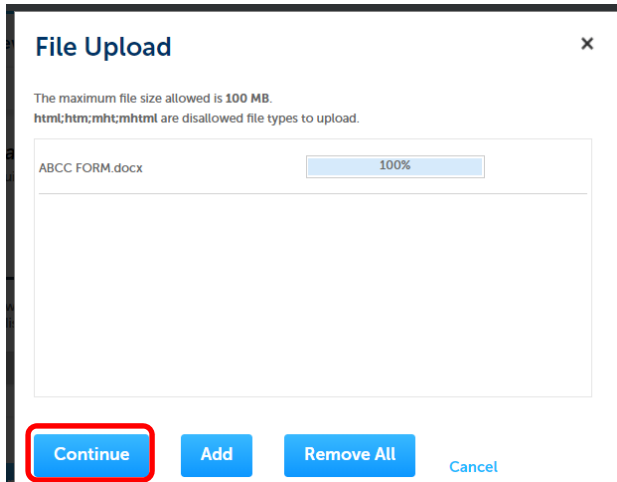 File Upload
×
The maximum file size allowed is 100 MB.
html;htm;mht;mhtml are disallowed file types to upload.
ABCC FORM.docx 100%
Continue Add Remove All Cancel